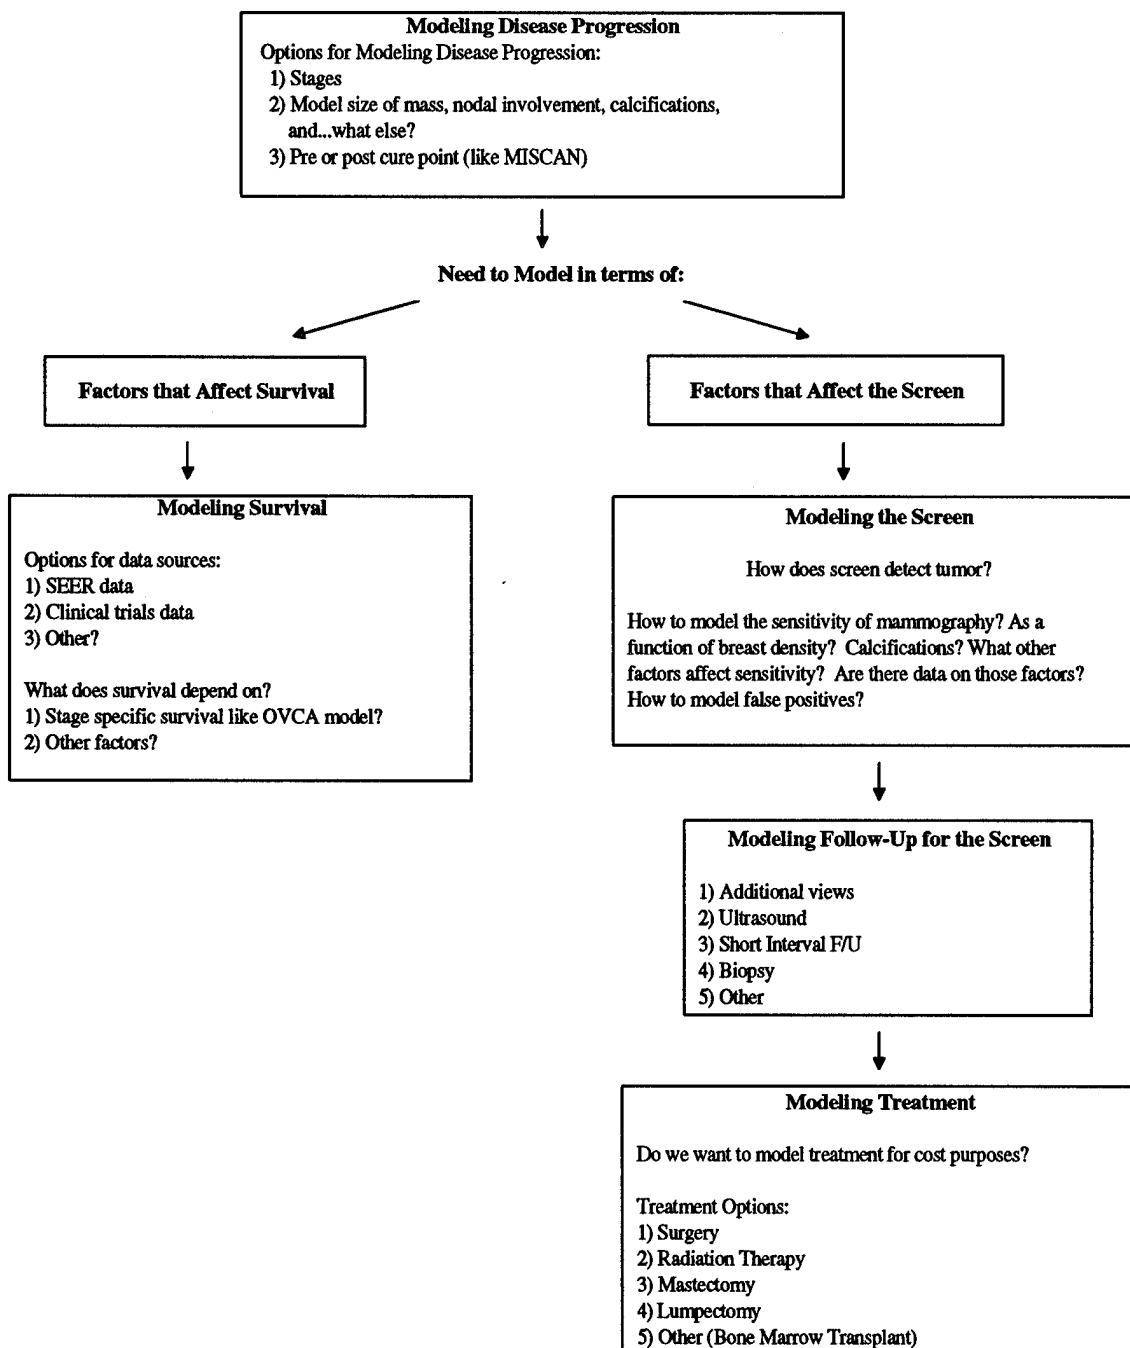 Modeling Disease Progression
Options for Modeling Disease Progression:
1) Stages
2) Model size of mass, nodal involvement, calcifications,
and...what else?
3) Pre or post cure point (like MISCAN)
Need to Model in terms of:
Factors that Affect Survival
Factors that Affect the Screen
Modeling Survival
Options for data sources:
1) SEER data
2) Clinical trials data
3) Other?
What does survival depend on?
1) Stage specific survival like OVCA model?
2) Other factors?
Modeling the Screen
How does screen detect tumor?
How to model the sensitivity of mammography? As a
function of breast density? Calcifications? What other
factors affect sensitivity? Are there data on those factors?
How to model false positives?
Modeling Follow-Up for the Screen
1) Additional views
2) Ultrasound
3) Short Interval F/U
4) Biopsy
5) Other
Modeling Treatment
Do we want to model treatment for cost purposes?
Treatment Options:
1) Surgery
2) Radiation Therapy
3) Mastectomy
4) Lumpectomy
5) Other (Bone Marrow Transplant)